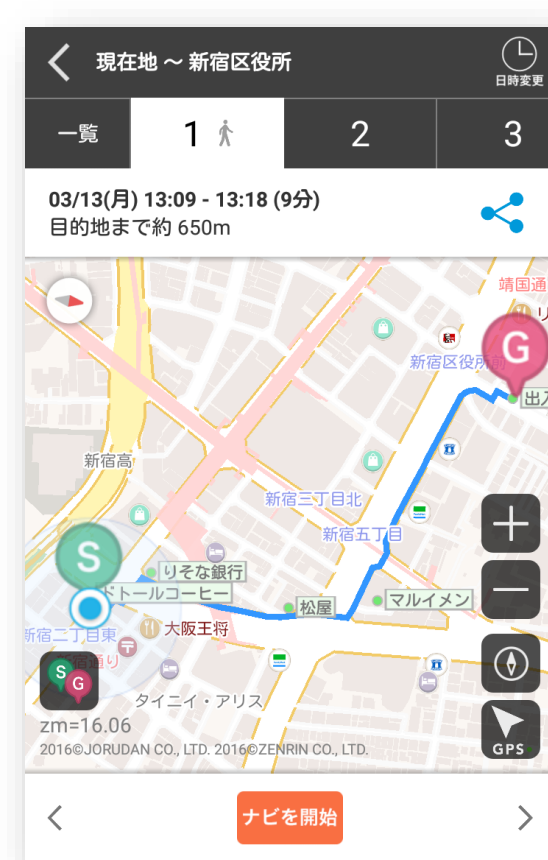 現在地 ～ 新宿区役所
日時変更
一覧
1
2
3
03/13(月) 13:09 - 13:18 (9分)
目的地まで約 650m
靖国通
G
新宿区役所前
出入
新宿高
新宿三丁目北
新宿五丁目
S
りそな銀行
ドトールコーヒー
松屋
マルイメン
新宿二丁目東
大阪王将
新宿通り
S
G
タイニイ・アリス
zm=16.06
2016©JORUDAN CO., LTD. 2016©ZENRIN CO., LTD.
GPS
ナビを開始